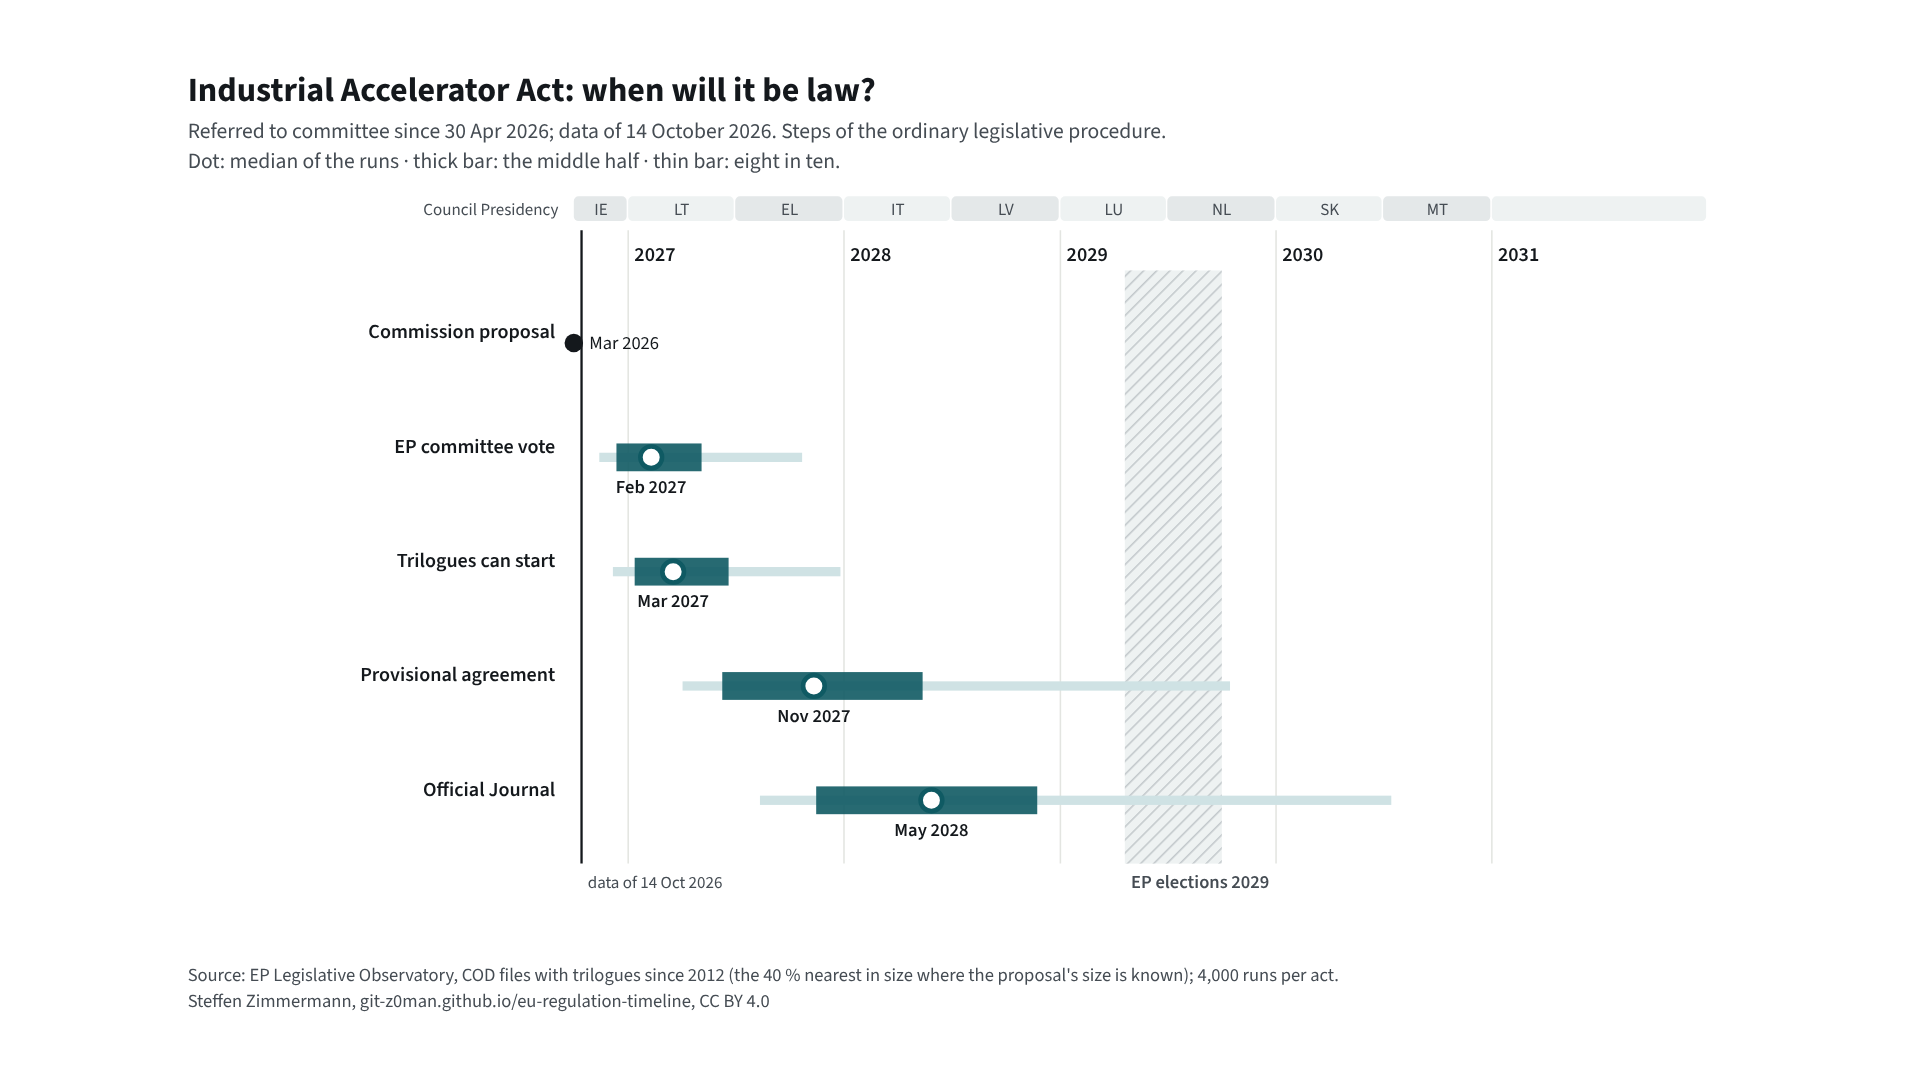 Industrial Accelerator Act: when will it be law?
Referred to committee since 30 Apr 2026; data of 14 October 2026. Steps of the ordinary legislative procedure.
Dot: median of the runs · thick bar: the middle half · thin bar: eight in ten.
Council Presidency IE LT EL IT LV LU NL SK MT
2027 2028 2029 2030 2031
Commission proposal
Mar 2026
EP committee vote
Feb 2027
Trilogues can start
Mar 2027
Provisional agreement
Nov 2027
Official Journal
May 2028
data of 14 Oct 2026
EP elections 2029
Source: EP Legislative Observatory, COD files with trilogues since 2012 (the 40 % nearest in size where the proposal's size is known); 4,000 runs per act.
Steffen Zimmermann, git-z0man.github.io/eu-regulation-timeline, CC BY 4.0